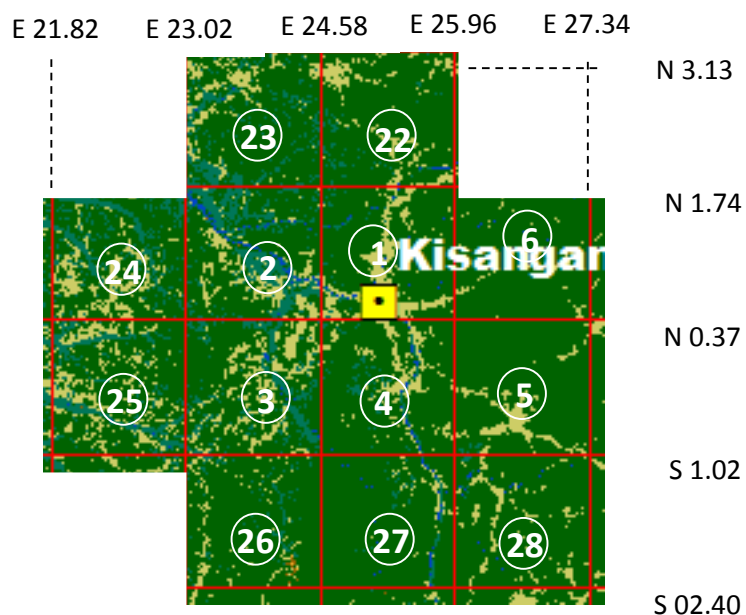 E 21.82 E 23.02 E 24.58 E 25.96 E 27.34
N 3.13
23 22
N 1.74
24 2 1 6
Kisangan
N 0.37
25 3 4 5
S 1.02
26 27 28
S 02.40